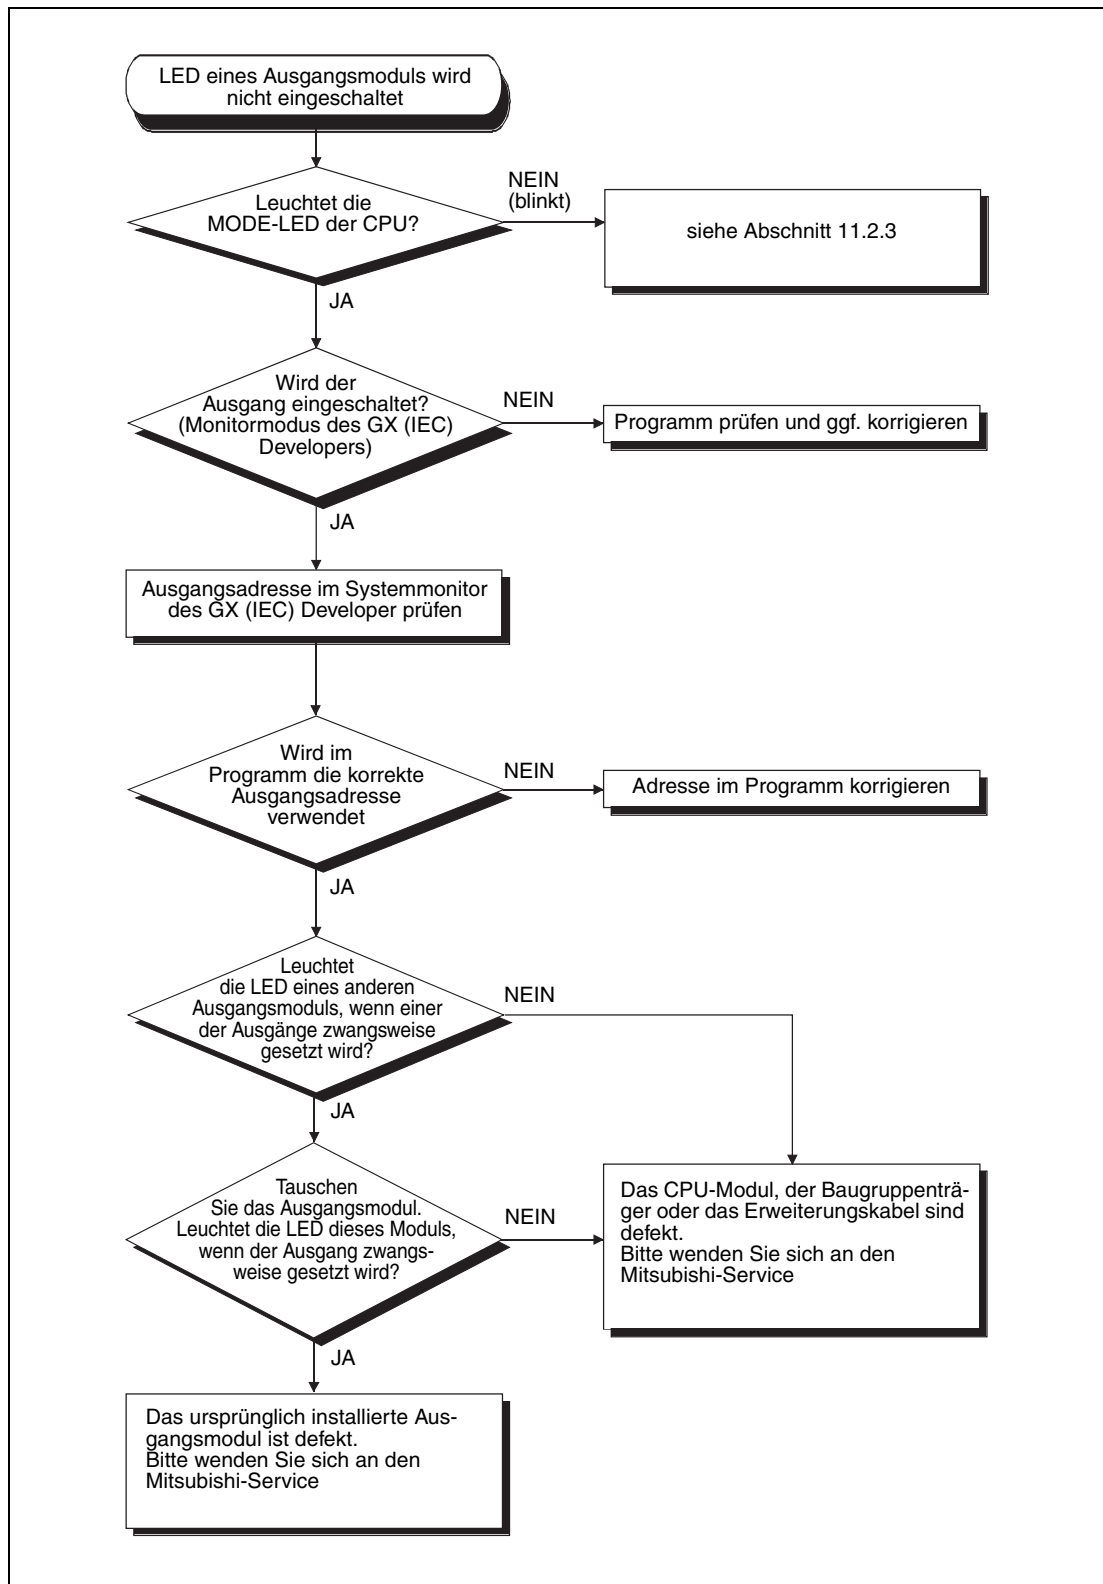 LED eines Ausgangsmoduls wird
nicht eingeschaltet
Leuchtet die
MODE-LED der CPU?
NEIN
(blinkt)
siehe Abschnitt 11.2.3
JA
Wird der
Ausgang eingeschaltet?
(Monitormodus des GX (IEC)
Developers)
NEIN
Programm prüfen und ggf. korrigieren
JA
Ausgangsadresse im Systemmonitor
des GX (IEC) Developer prüfen
Wird im
Programm die korrekte
Ausgangsadresse
verwendet
NEIN
Adresse im Programm korrigieren
JA
Leuchtet
die LED eines anderen
Ausgangsmoduls, wenn einer
der Ausgänge zwangsweise
gesetzt wird?
NEIN
JA
Tauschen
Sie das Ausgangsmodul.
Leuchtet die LED dieses Moduls,
wenn der Ausgang zwangs-
weise gesetzt wird?
NEIN
Das CPU-Modul, der Baugruppenträ-
ger oder das Erweiterungskabel sind
defekt.
Bitte wenden Sie sich an den
Mitsubishi-Service
JA
Das ursprünglich installierte Aus-
gangsmodul ist defekt.
Bitte wenden Sie sich an den
Mitsubishi-Service